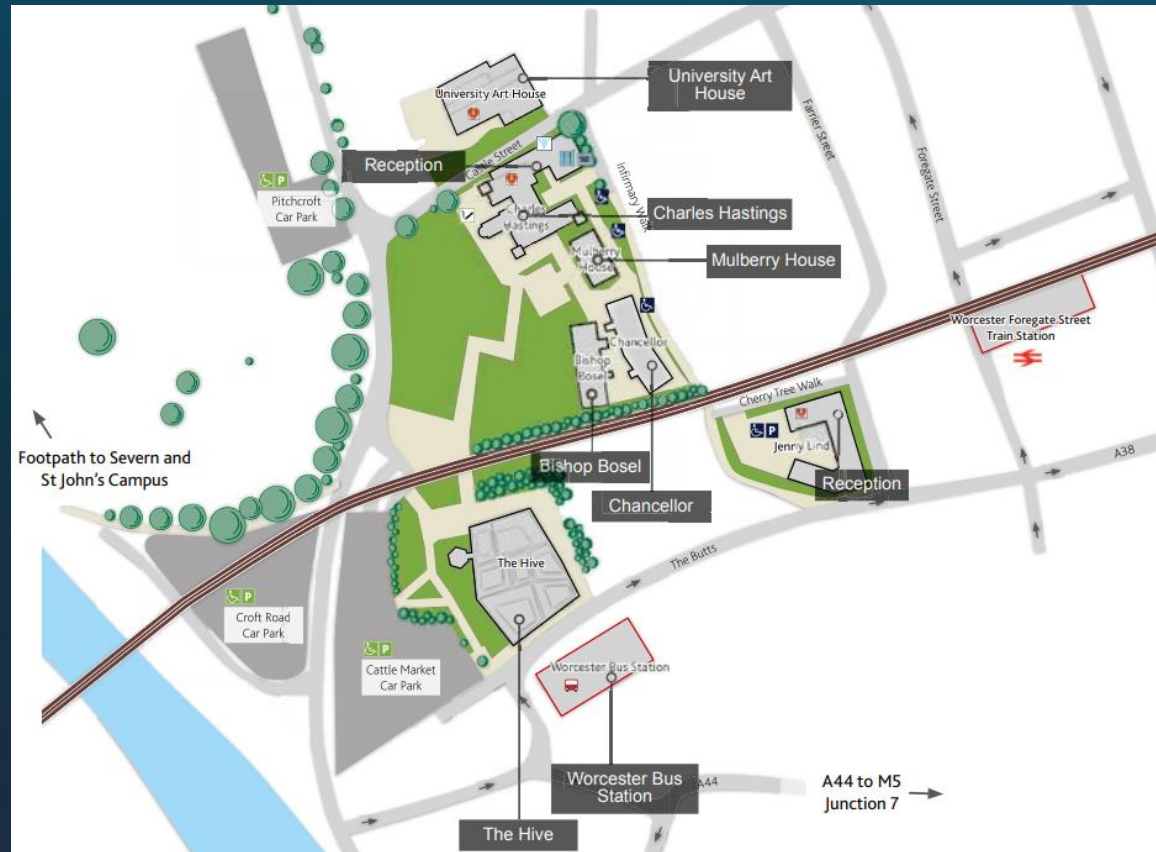 University Art
House
University Art House
Reception
Castle Street
Infirmary Walk
Farrier Street
Foregate Street
P
Pitchcroft
Car Park
Charles
Hastings
Charles Hastings
Mulberry
House
Mulberry House
Worcester Foregate Street
Train Station
Chancellor
Bishop
Bosel
Cherry Tree Walk
P
Jenny Lind
Footpath to Severn and
St John's Campus
Bishop Bosel
Reception
A38
Chancellor
The Butts
The Hive
P
Croft Road
Car Park
P
Cattle Market
Car Park
Worcester Bus Station
Worcester Bus
Station
A44
A44 to M5
Junction 7
The Hive